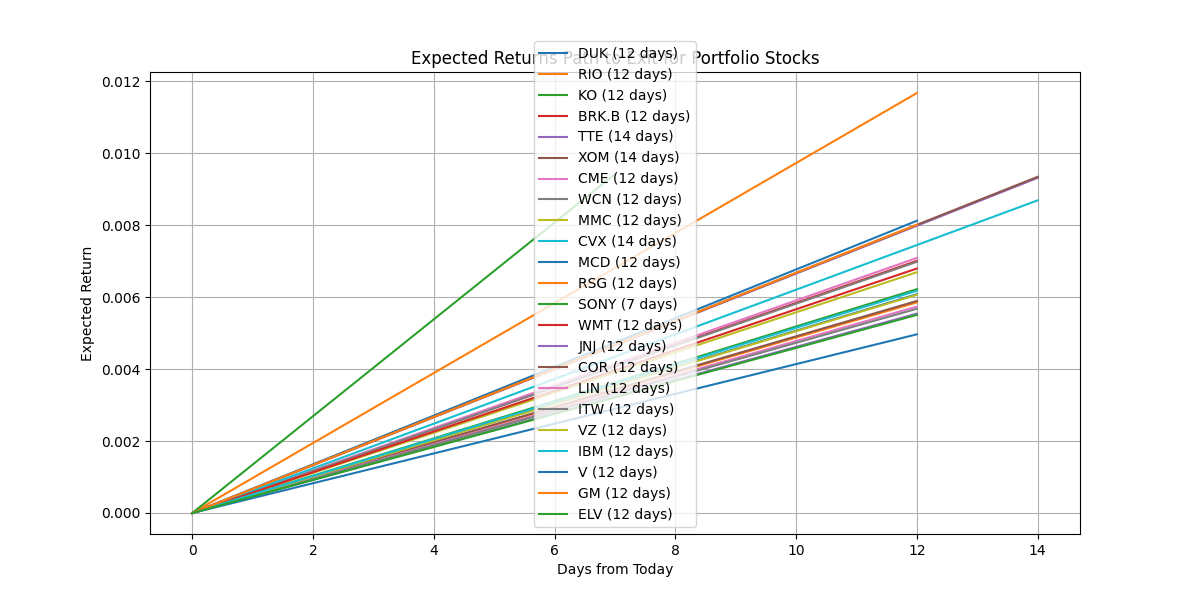 Expected Returns Path to Exit for Portfolio Stocks
DUK (12 days)
RIO (12 days)
KO (12 days)
BRK.B (12 days)
TTE (14 days)
XOM (14 days)
CME (12 days)
WCN (12 days)
MMC (12 days)
CVX (14 days)
MCD (12 days)
RSG (12 days)
SONY (7 days)
WMT (12 days)
JNJ (12 days)
COR (12 days)
LIN (12 days)
ITW (12 days)
VZ (12 days)
IBM (12 days)
V (12 days)
GM (12 days)
ELV (12 days)
Expected Return
0.012
0.010
0.008
0.006
0.004
0.002
0.000
0 2 4 6 8 10 12 14
Days from Today